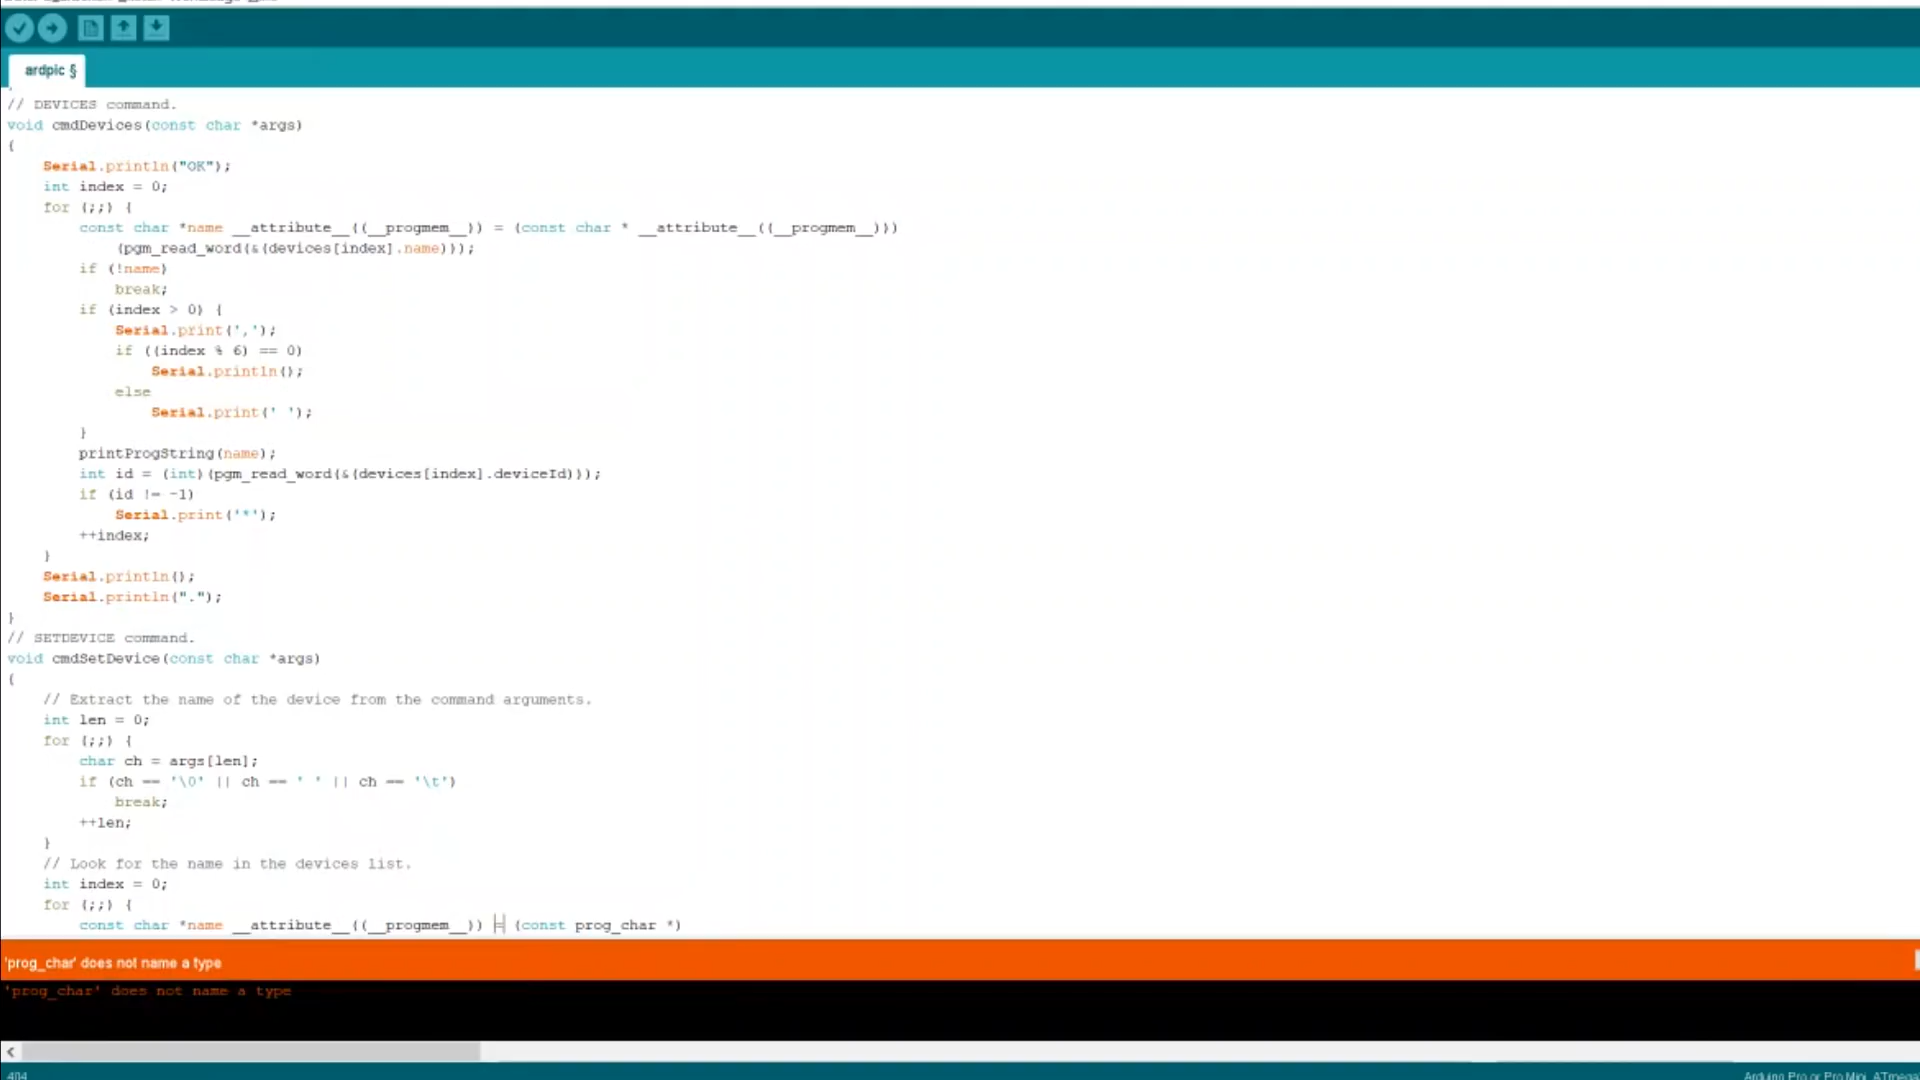 ardpic §
// DEVICES command.
void cmdDevices(const char *args)
{
    Serial.println("OK");
    int index = 0;
    for (;;) {
        const char *name __attribute__((__progmem__)) = (const char * __attribute__((__progmem__)))
            (pgm_read_word(&(devices[index].name)));
        if (!name)
            break;
        if (index > 0) {
            Serial.print(',');
            if ((index % 6) == 0)
                Serial.println();
            else
                Serial.print(' ');
        }
        printProgString(name);
        int id = (int)(pgm_read_word(&(devices[index].deviceId)));
        if (id != -1)
            Serial.print('*');
        ++index;
    }
    Serial.println();
    Serial.println(".");
}
// SETDEVICE command.
void cmdSetDevice(const char *args)
{
    // Extract the name of the device from the command arguments.
    int len = 0;
    for (;;) {
        char ch = args[len];
        if (ch == '\0' || ch == ' ' || ch == '\t')
            break;
        ++len;
    }
    // Look for the name in the devices list.
    int index = 0;
    for (;;) {
        const char *name __attribute__((__progmem__)) = (const prog_char *)
'prog_char' does not name a type
'prog_char' does not name a type
404
Arduino Pro or Pro Mini,